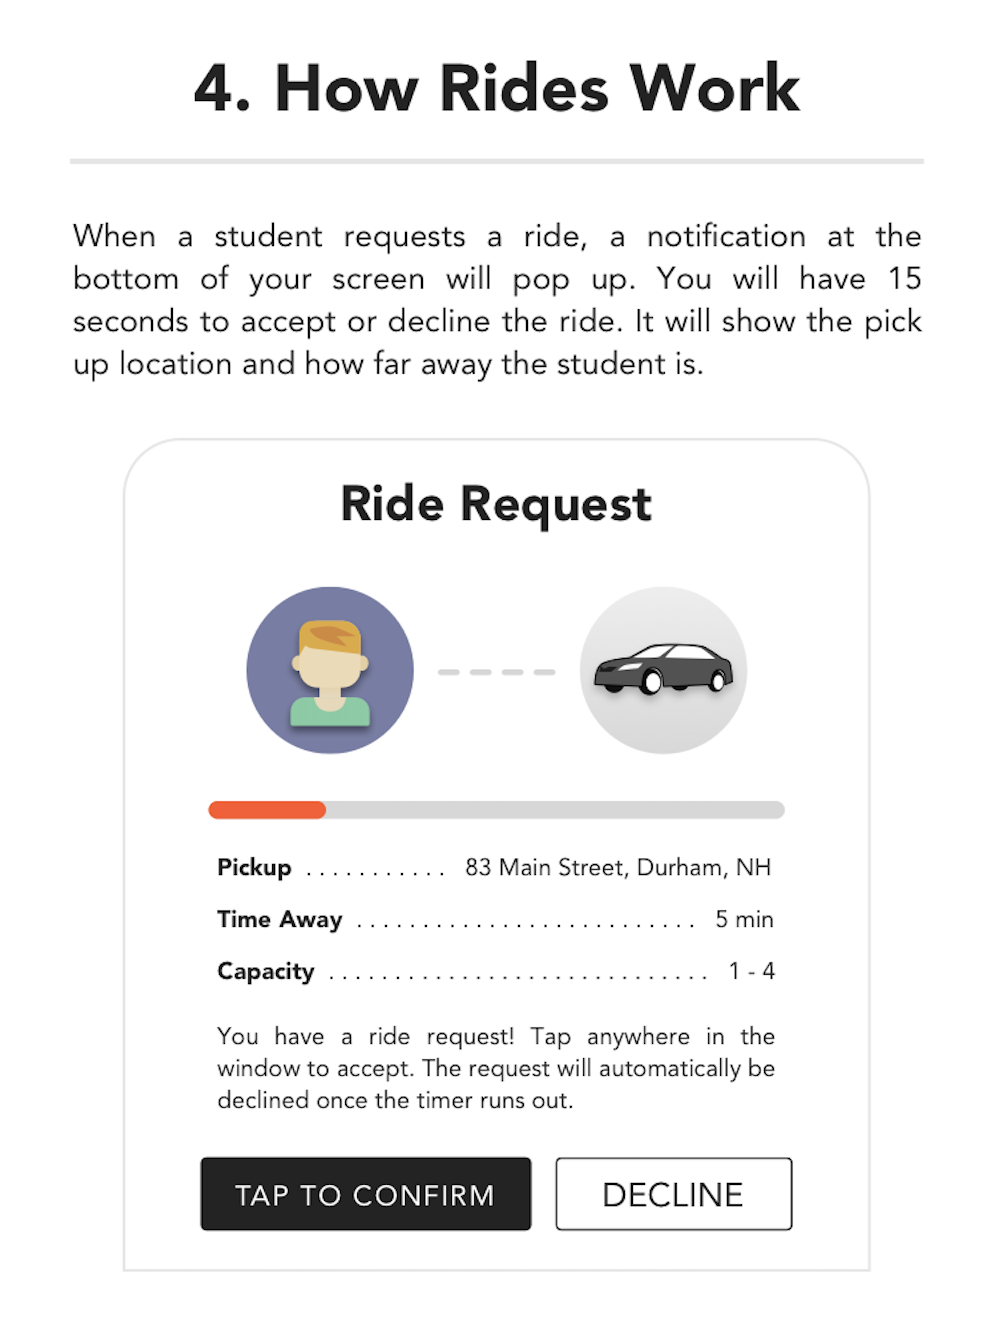 4. How Rides Work
When a student requests a ride, a notification at the
bottom of your screen will pop up. You will have 15
seconds to accept or decline the ride. It will show the pick
up location and how far away the student is.
Ride Request
Pickup . . . . . . . . . . . 83 Main Street, Durham, NH
Time Away . . . . . . . . . . . . . . . . . . . . . . . . . . 5 min
Capacity . . . . . . . . . . . . . . . . . . . . . . . . . . . . . 1 - 4
You have a ride request! Tap anywhere in the
window to accept. The request will automatically be
declined once the timer runs out.
TAP TO CONFIRM
DECLINE